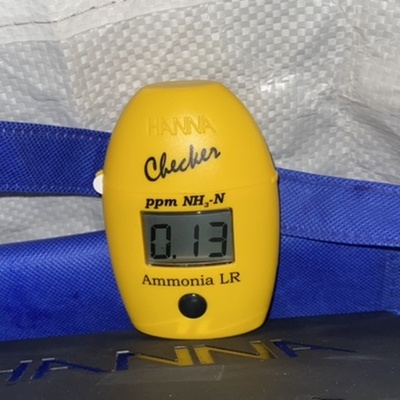 HANNA
Checker
ppm NH₃-N
0.13
Ammonia LR
HANNA